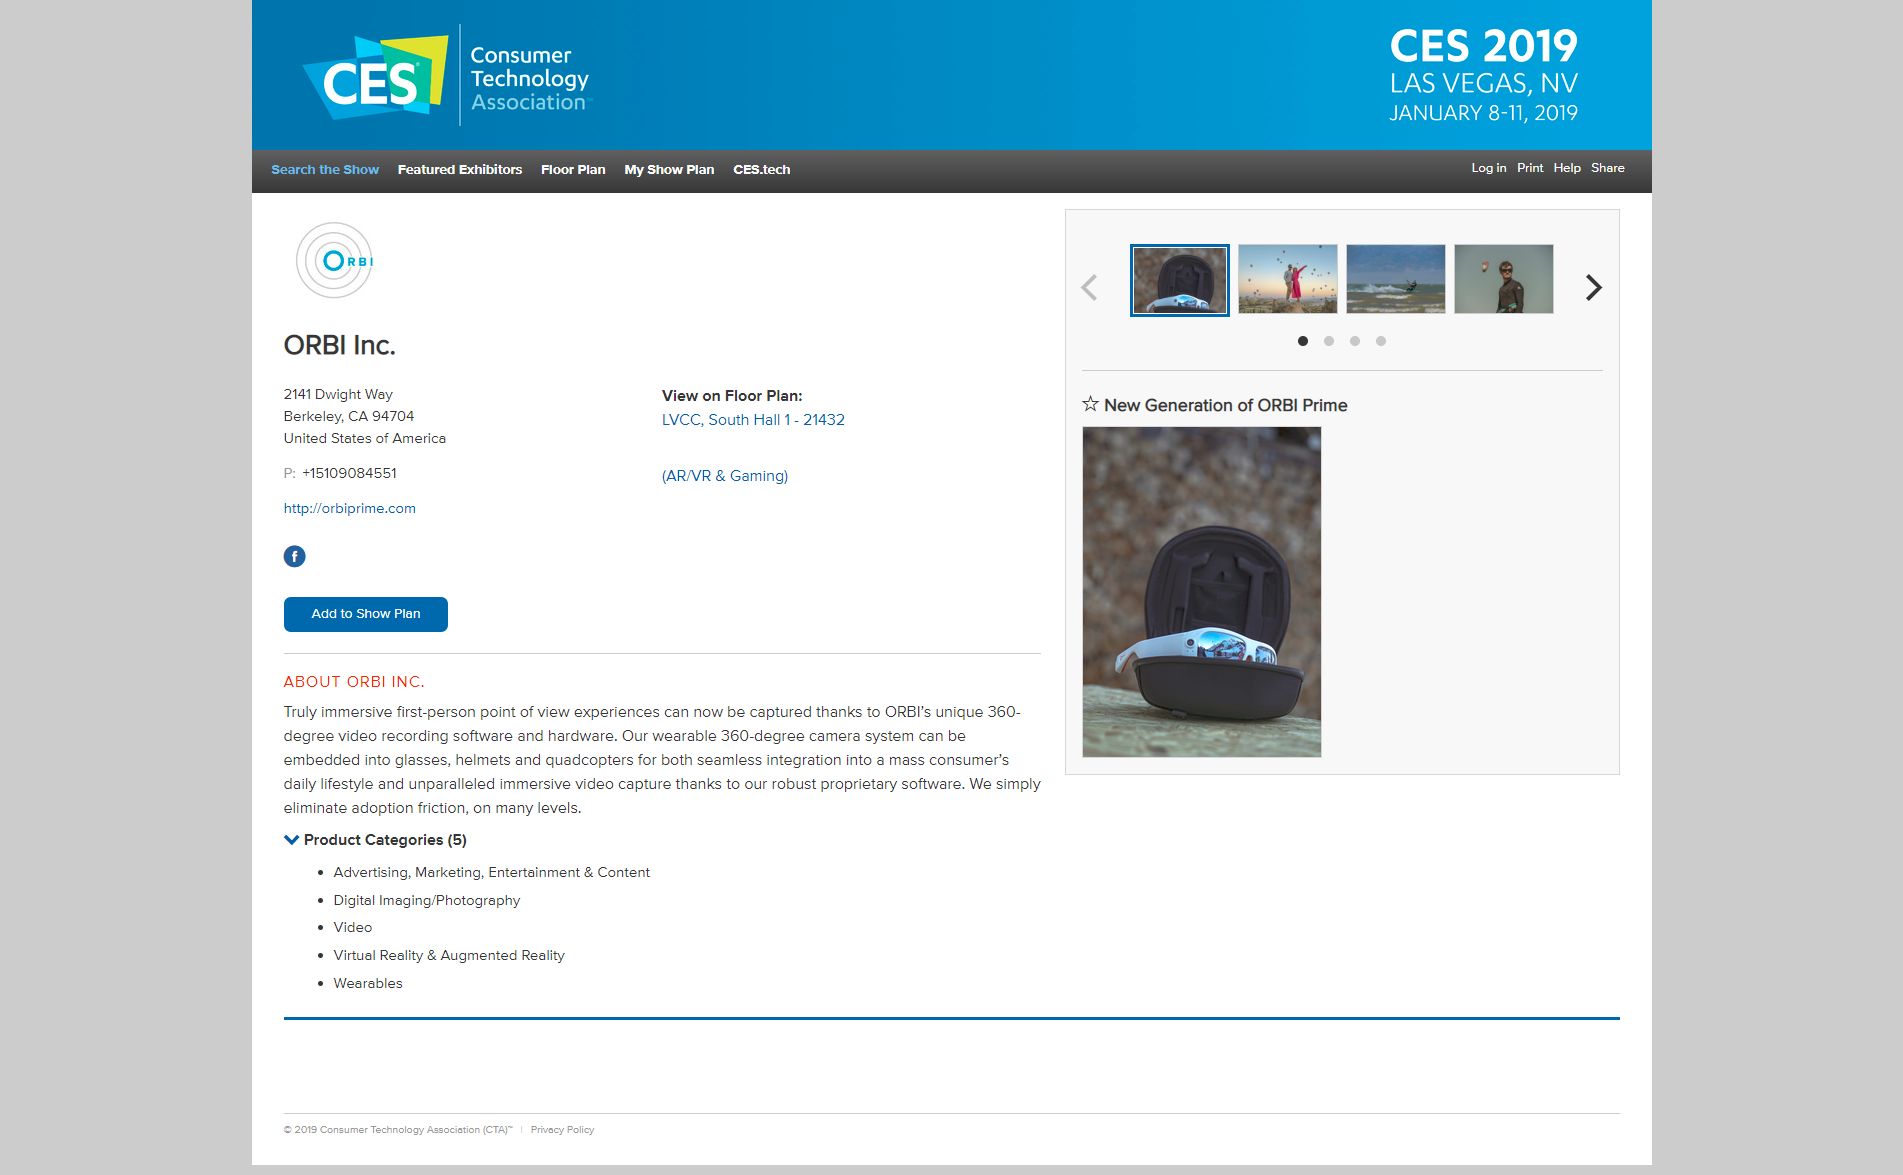 CES®
Consumer
Technology
Association™
CES 2019
LAS VEGAS, NV
JANUARY 8-11, 2019
Search the Show Featured Exhibitors Floor Plan My Show Plan CES.tech
Log in Print Help Share
ORBI
ORBI Inc.
2141 Dwight Way
Berkeley, CA 94704
United States of America
P: +15109084551
http://orbiprime.com
View on Floor Plan:
LVCC, South Hall 1 - 21432
(AR/VR & Gaming)
f
Add to Show Plan
ABOUT ORBI INC.
Truly immersive first-person point of view experiences can now be captured thanks to ORBI’s unique 360-
degree video recording software and hardware. Our wearable 360-degree camera system can be
embedded into glasses, helmets and quadcopters for both seamless integration into a mass consumer’s
daily lifestyle and unparalleled immersive video capture thanks to our robust proprietary software. We simply
eliminate adoption friction, on many levels.
Product Categories (5)
• Advertising, Marketing, Entertainment & Content
• Digital Imaging/Photography
• Video
• Virtual Reality & Augmented Reality
• Wearables
New Generation of ORBI Prime
© 2019 Consumer Technology Association (CTA)™ | Privacy Policy